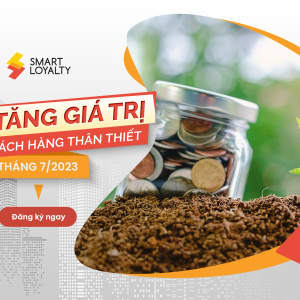 SMART
LOYALTY
TĂNG GIÁ TRỊ
ÁCH HÀNG THÂN THIẾT
THÁNG 7/2023
Đăng ký ngay